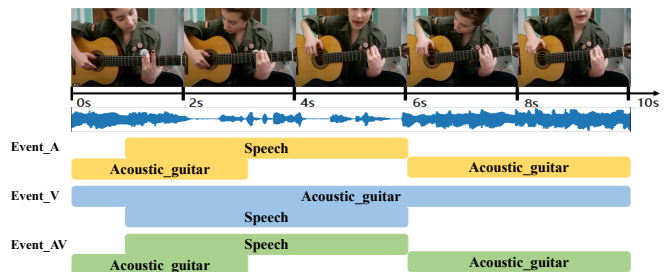 0s 2s 4s 6s 8s 10s
Event_A Speech
Acoustic_guitar Acoustic_guitar
Event_V Acoustic_guitar
Speech
Event_AV Speech
Acoustic_guitar Acoustic_guitar